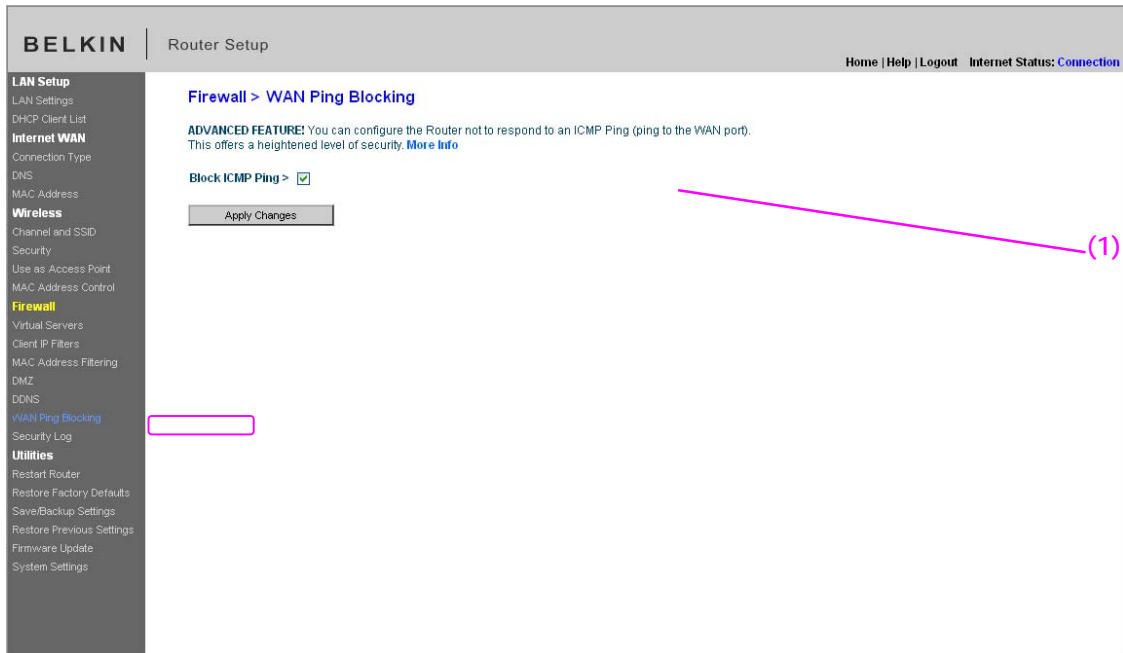 BELKIN
Router Setup
Home | Help | Logout Internet Status: Connection
LAN Setup
LAN Settings
DHCP Client List
Internet WAN
Connection Type
DNS
MAC Address
Wireless
Channel and SSID
Security
Use as Access Point
MAC Address Control
Firewall
Virtual Servers
Client IP Filters
MAC Address Filtering
DMZ
DDNS
WAN Ping Blocking
Security Log
Utilities
Restart Router
Restore Factory Defaults
Save/Backup Settings
Restore Previous Settings
Firmware Update
System Settings
Firewall > WAN Ping Blocking
ADVANCED FEATURE! You can configure the Router not to respond to an ICMP Ping (ping to the WAN port).
This offers a heightened level of security. More Info
Block ICMP Ping >
Apply Changes
(1)